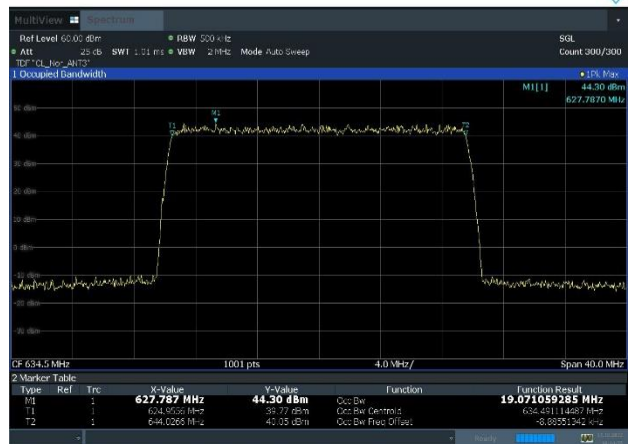 MultiView Spectrum
Ref Level 60.00 dBm RBW 500 kHz SGL
Att 25 dB SWT 1.01 ms VBW 2 MHz Mode Auto Sweep Count 300/300
TDF "CL_Nor_ANT3"
1 Occupied Bandwidth 1Pk Max
M1[1] 44.30 dBm
627.7870 MHz
50 dBm
M1
T1 T2
40 dBm
30 dBm
20 dBm
10 dBm
0 dBm
-10 dBm
-20 dBm
-30 dBm
CF 634.5 MHz 1001 pts 4.0 MHz/ Span 40.0 MHz
2 Marker Table
Type Ref Trc X-Value Y-Value Function Function Result
M1 1 627.787 MHz 44.30 dBm Occ Bw 19.071059285 MHz
T1 1 624.9556 MHz 39.77 dBm Occ Bw Centroid 634.491114487 MHz
T2 1 644.0266 MHz 40.05 dBm Occ Bw Freq Offset -8.88551342 kHz
Ready